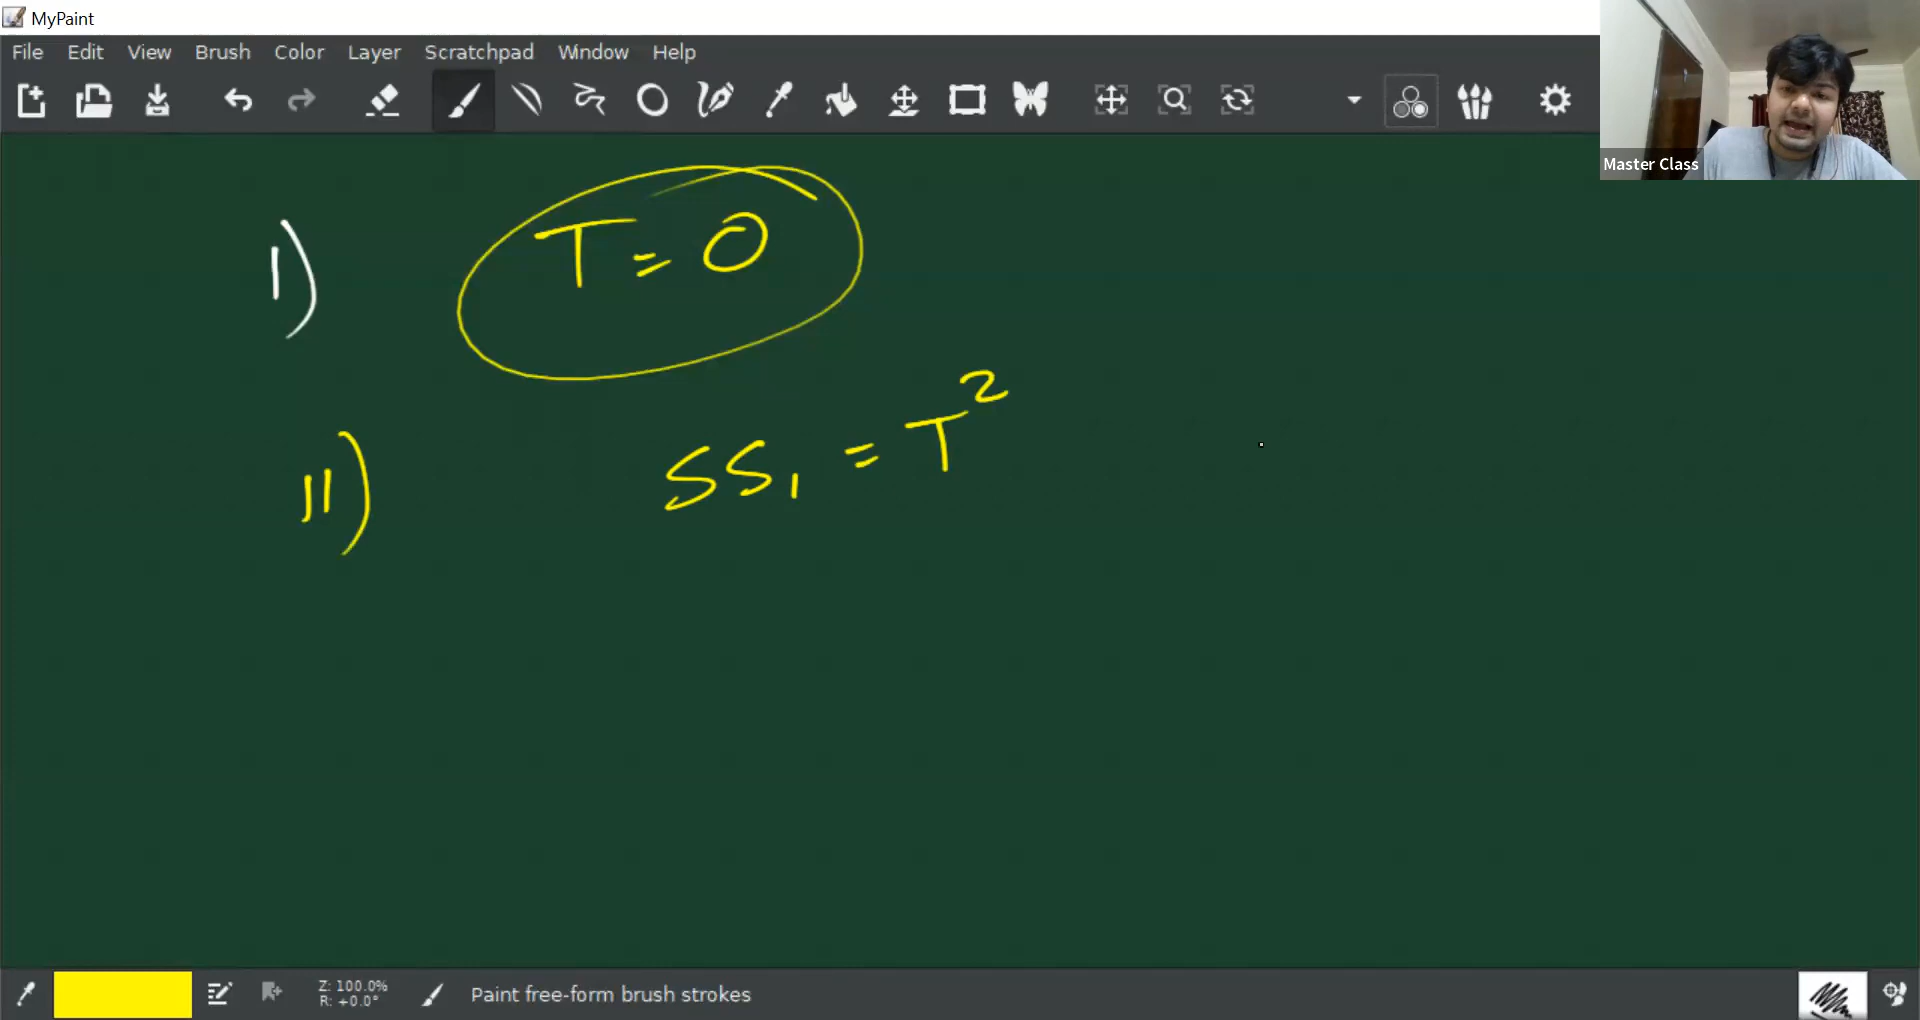 MyPaint
File Edit View Brush Color Layer Scratchpad Window Help
Master Class
I) T = 0
II) SS₁ = T²
Z: 100.0%
R: +0.0°
Paint free-form brush strokes